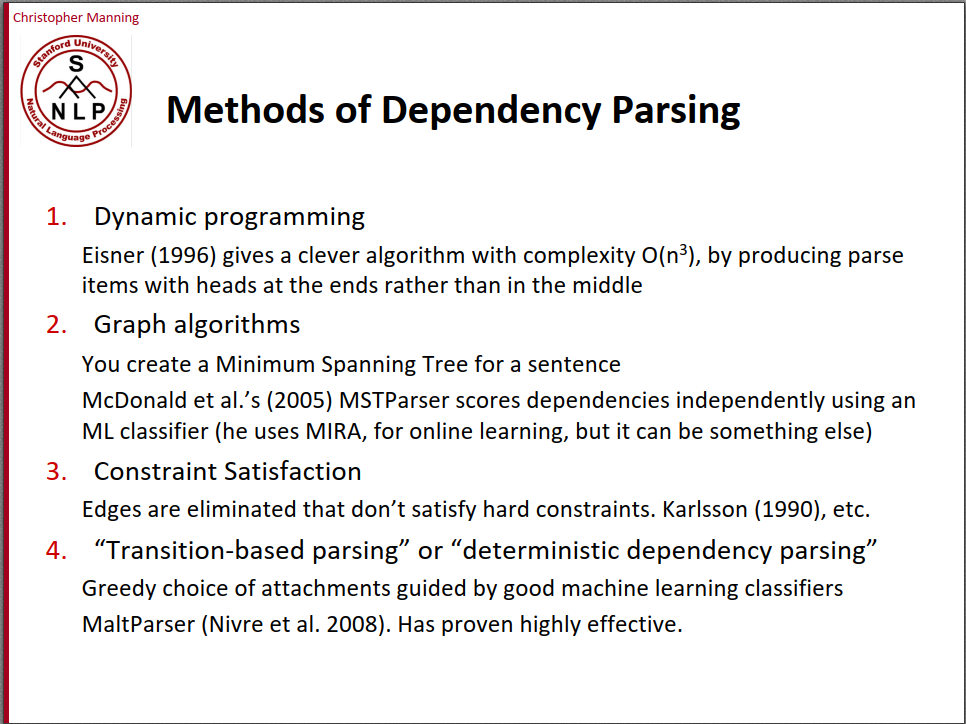 Christopher Manning
Stanford University
S
NLP
Natural Language Processing
Methods of Dependency Parsing
1. Dynamic programming
Eisner (1996) gives a clever algorithm with complexity O(n³), by producing parse
items with heads at the ends rather than in the middle
2. Graph algorithms
You create a Minimum Spanning Tree for a sentence
McDonald et al.’s (2005) MSTParser scores dependencies independently using an
ML classifier (he uses MIRA, for online learning, but it can be something else)
3. Constraint Satisfaction
Edges are eliminated that don’t satisfy hard constraints. Karlsson (1990), etc.
4. “Transition-based parsing” or “deterministic dependency parsing”
Greedy choice of attachments guided by good machine learning classifiers
MaltParser (Nivre et al. 2008). Has proven highly effective.